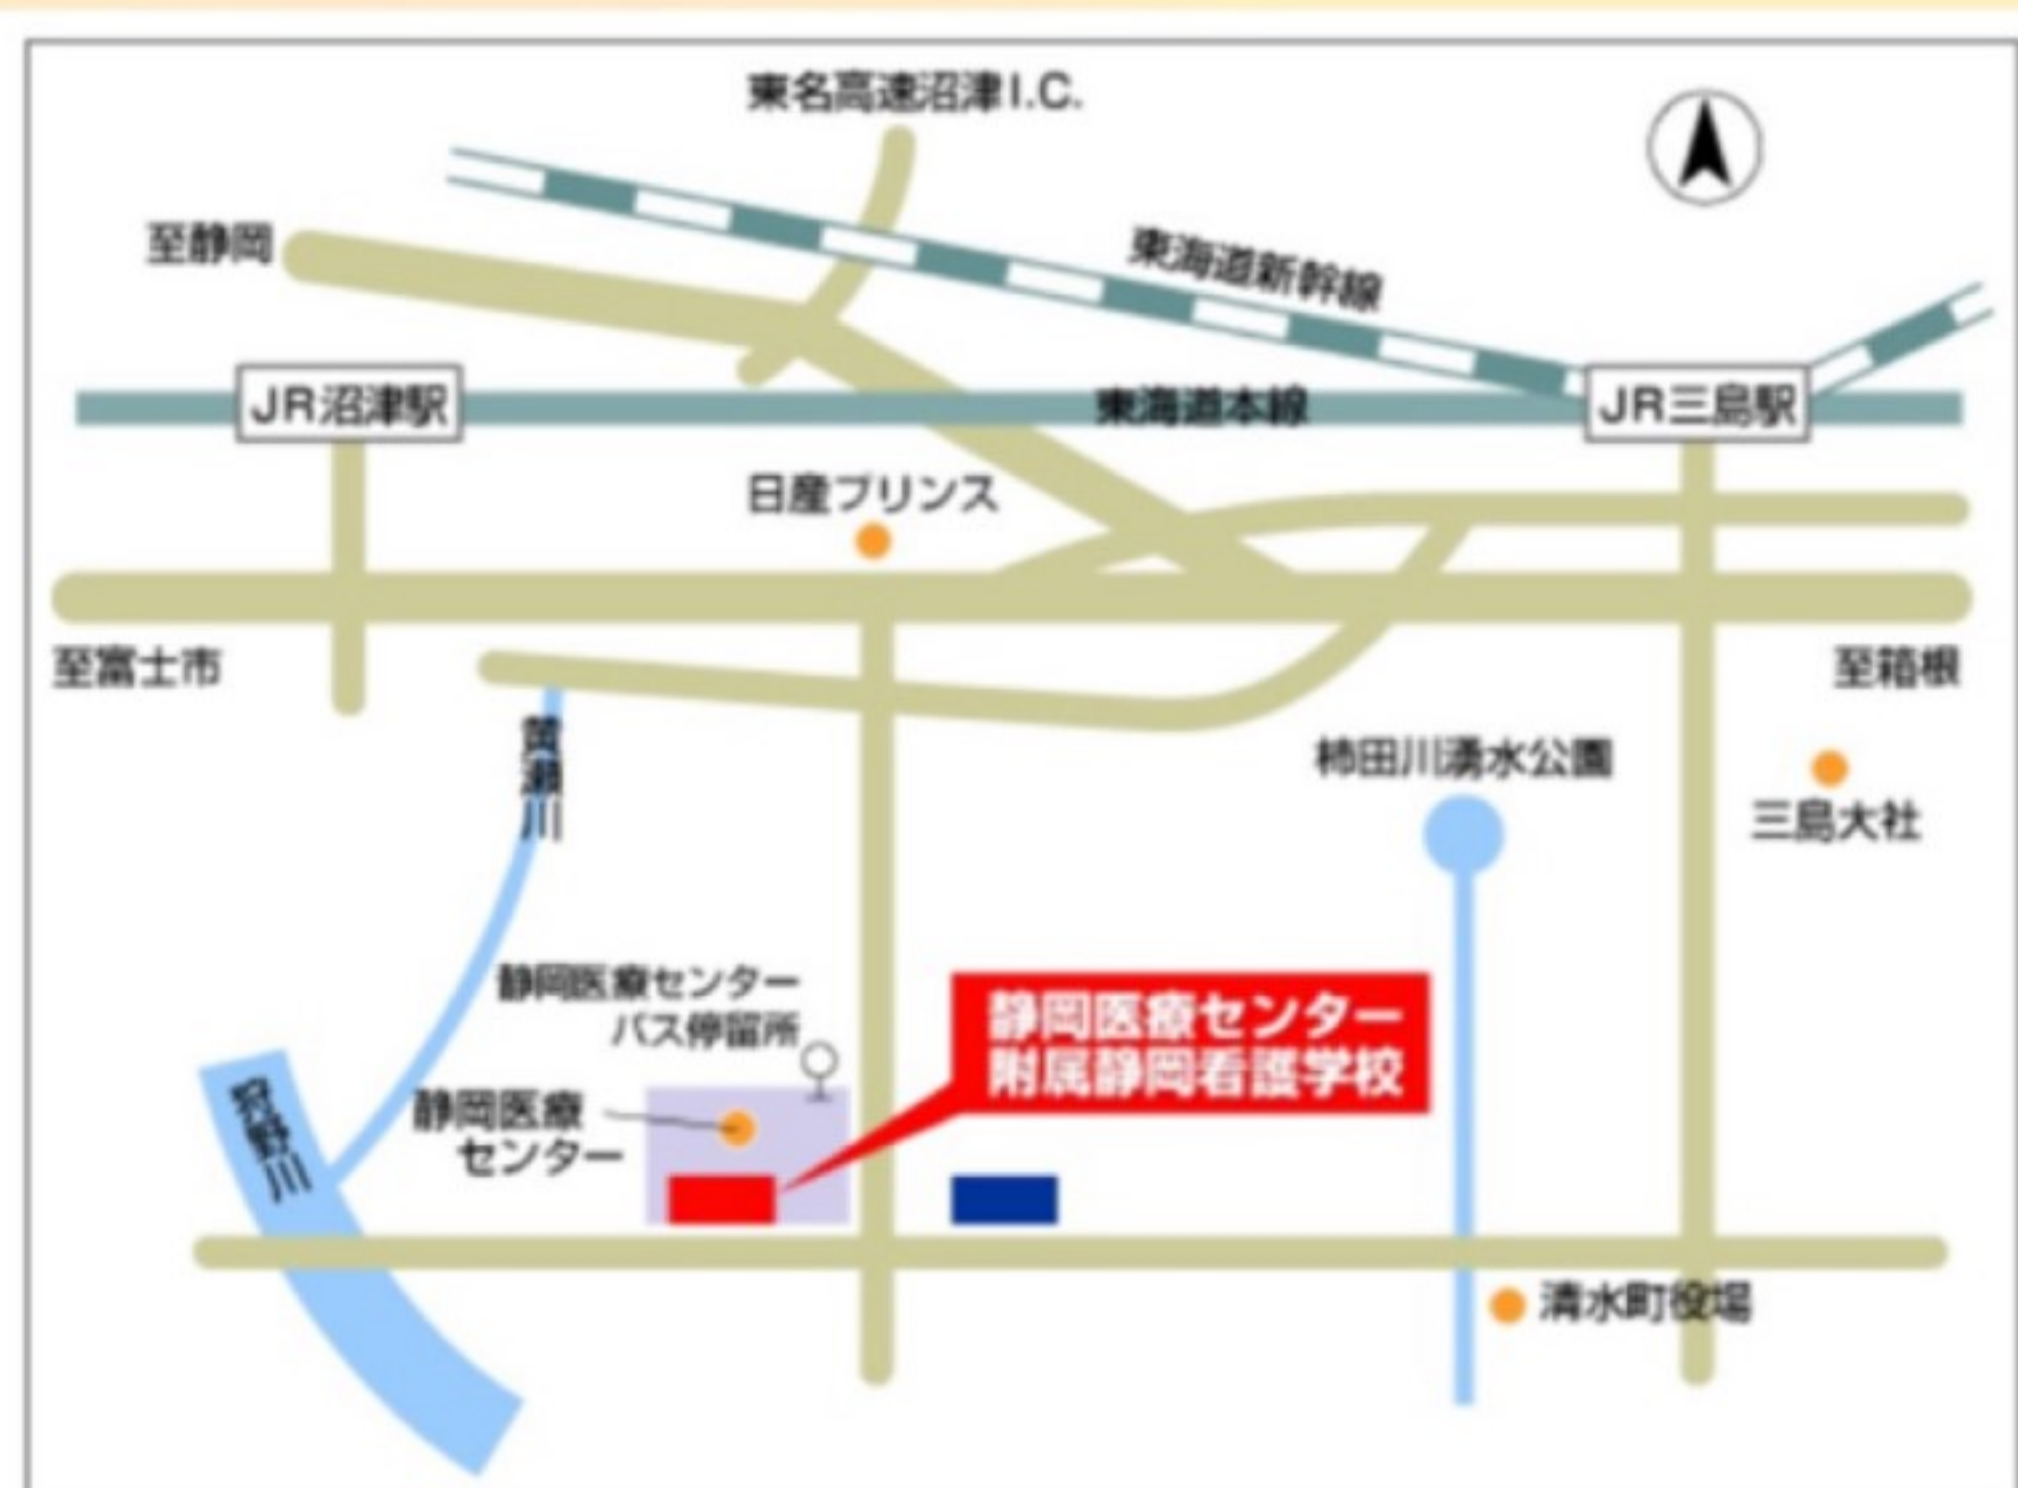 東名高速沼津I.C.
至静岡
東海道新幹線
JR沼津駅
東海道本線
JR三島駅
日産プリンス
至富士市
至箱根
黄瀬川
柿田川湧水公園
三島大社
静岡医療センター
バス停留所
静岡医療センター
附属静岡看護学校
狩野川
静岡医療
センター
清水町役場